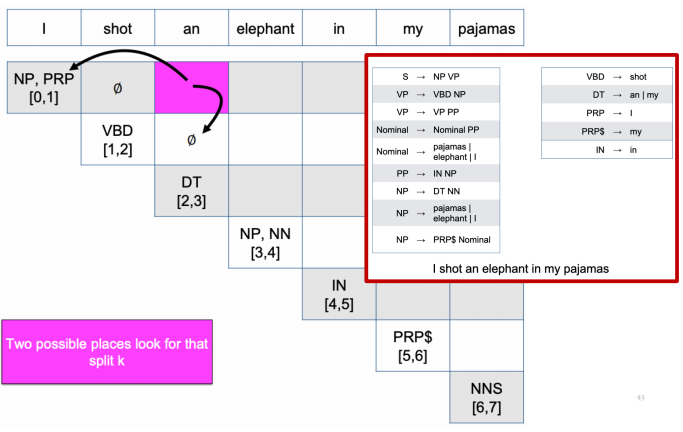 I shot an elephant in my pajamas
NP, PRP
[0,1]
∅
VBD
[1,2]
∅
DT
[2,3]
NP, NN
[3,4]
IN
[4,5]
PRP$
[5,6]
NNS
[6,7]
S → NP VP
VP → VBD NP
VP → VP PP
Nominal → Nominal PP
Nominal → pajamas |
elephant | I
PP → IN NP
NP → DT NN
NP → pajamas |
elephant | I
NP → PRP$ Nominal
VBD → shot
DT → an | my
PRP → I
PRP$ → my
IN → in
I shot an elephant in my pajamas
Two possible places look for that
split k
43